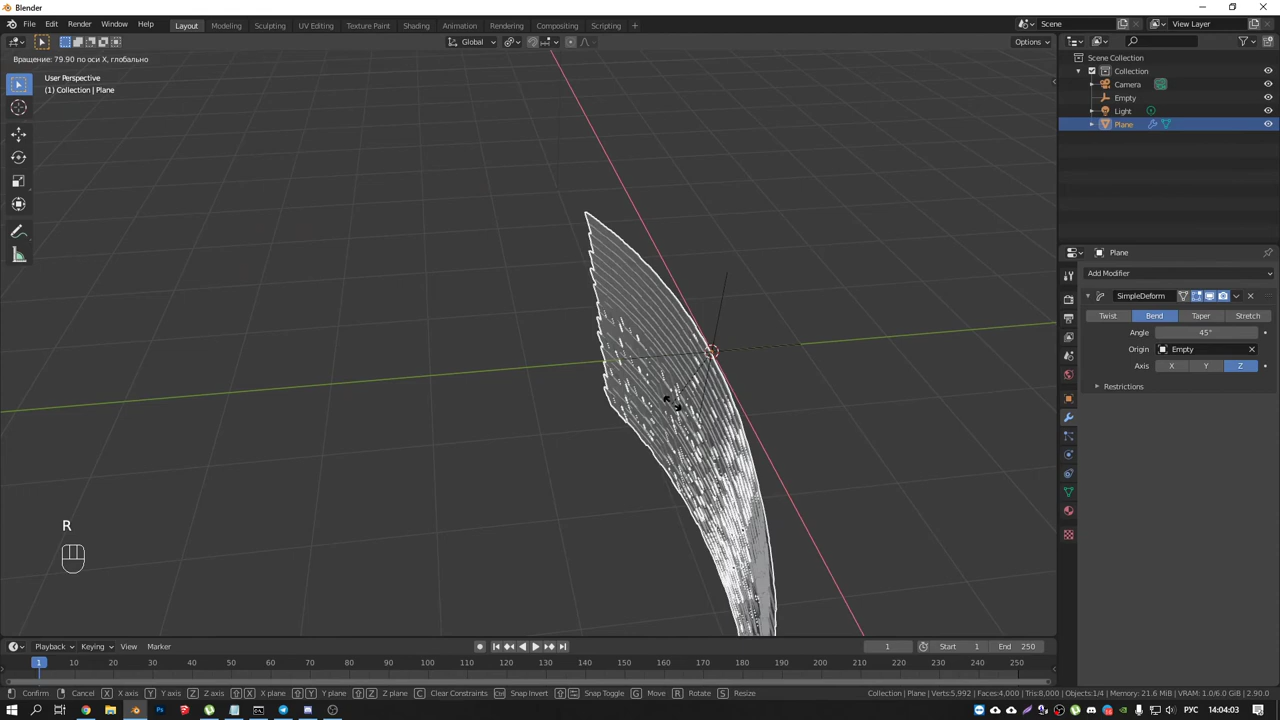 Blender
File Edit Render Window Help
Layout Modeling Sculpting UV Editing Texture Paint Shading Animation Rendering Compositing Scripting +
Scene
View Layer
Global
Options
Вращение: 79.90 по оси X, глобально
User Perspective
(1) Collection | Plane
Scene Collection
Collection
Camera
Empty
Light
Plane
Plane
Add Modifier
SimpleDeform
Twist Bend Taper Stretch
Angle 45°
Origin Empty
Axis X Y Z
Restrictions
R
Playback Keying View Marker
1 Start 1 End 250
1 10 20 30 40 50 60 70 80 90 100 110 120 130 140 150 160 170 180 190 200 210 220 230 240 250
Confirm Cancel X X axis Y Y axis Z Z axis X X plane Y Y plane Z Z plane C Clear Constraints Snap Invert Snap Toggle G Move R Rotate S Resize
Collection | Plane | Verts:5,992 | Faces:4,000 | Tris:8,000 | Objects:1/4 | Memory: 21.6 MiB | VRAM: 1.0/6.0 GiB | 2.90.0
РУС 14:04:03